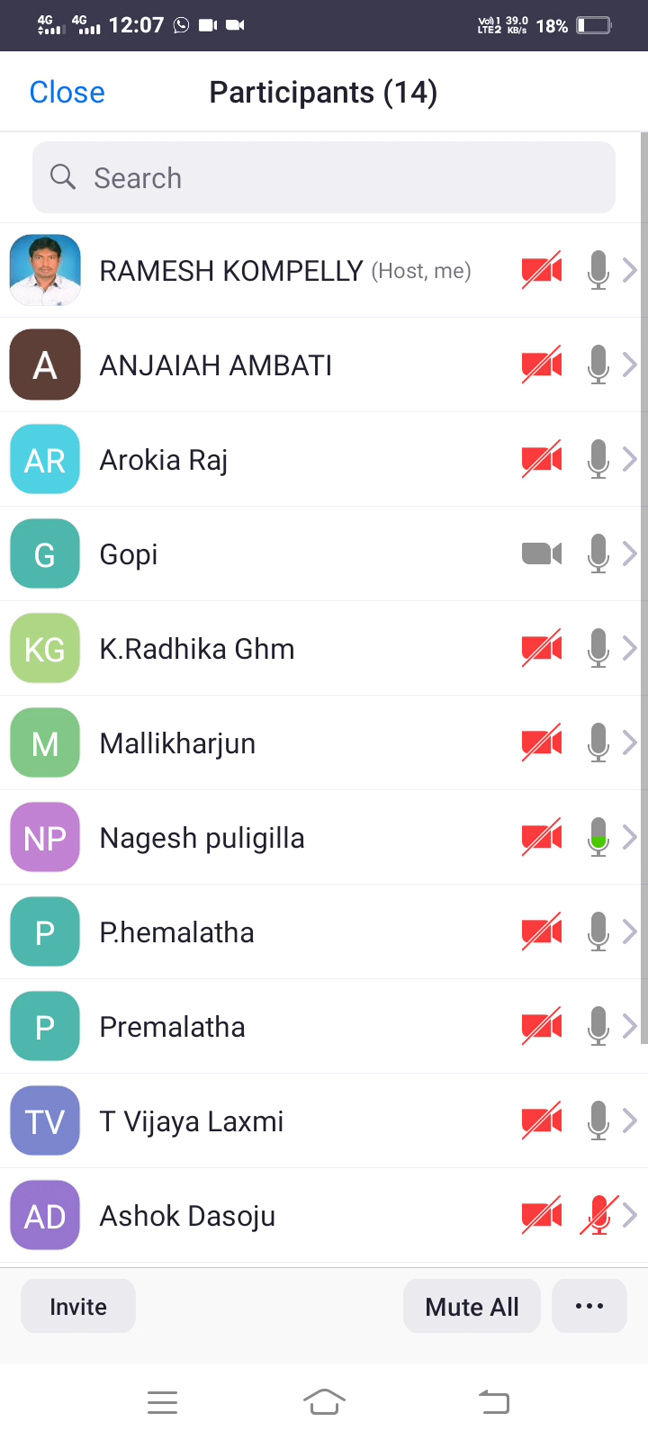 4G 4G 12:07 Vo) 1 LTE2 39.0 KB/s 18%
Close Participants (14)
Search
RAMESH KOMPELLY (Host, me)
A ANJAIAH AMBATI
AR Arokia Raj
G Gopi
KG K.Radhika Ghm
M Mallikharjun
NP Nagesh puligilla
P P.hemalatha
P Premalatha
TV T Vijaya Laxmi
AD Ashok Dasoju
Invite Mute All ...